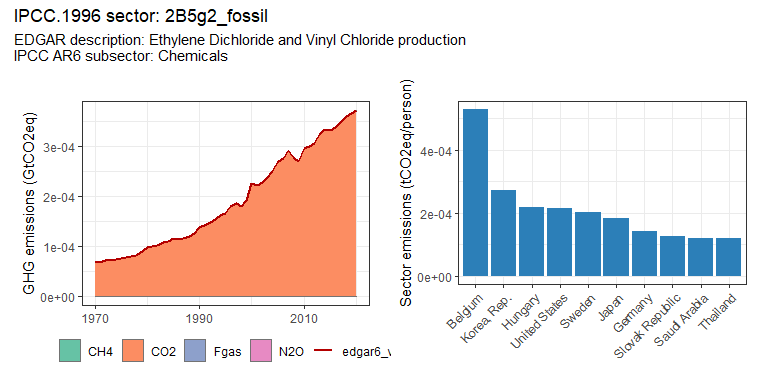 IPCC.1996 sector: 2B5g2_fossil
EDGAR description: Ethylene Dichloride and Vinyl Chloride production
IPCC AR6 subsector: Chemicals
GHG emissions (GtCO2eq)
3e-04
2e-04
1e-04
0e+00
1970
1990
2010
CH4
CO2
Fgas
N2O
edgar6_v
Sector emissions (tCO2eq/person)
4e-04
2e-04
0e+00
Belgium
Korea, Rep.
Hungary
United States
Sweden
Japan
Germany
Slovak Republic
Saudi Arabia
Thailand